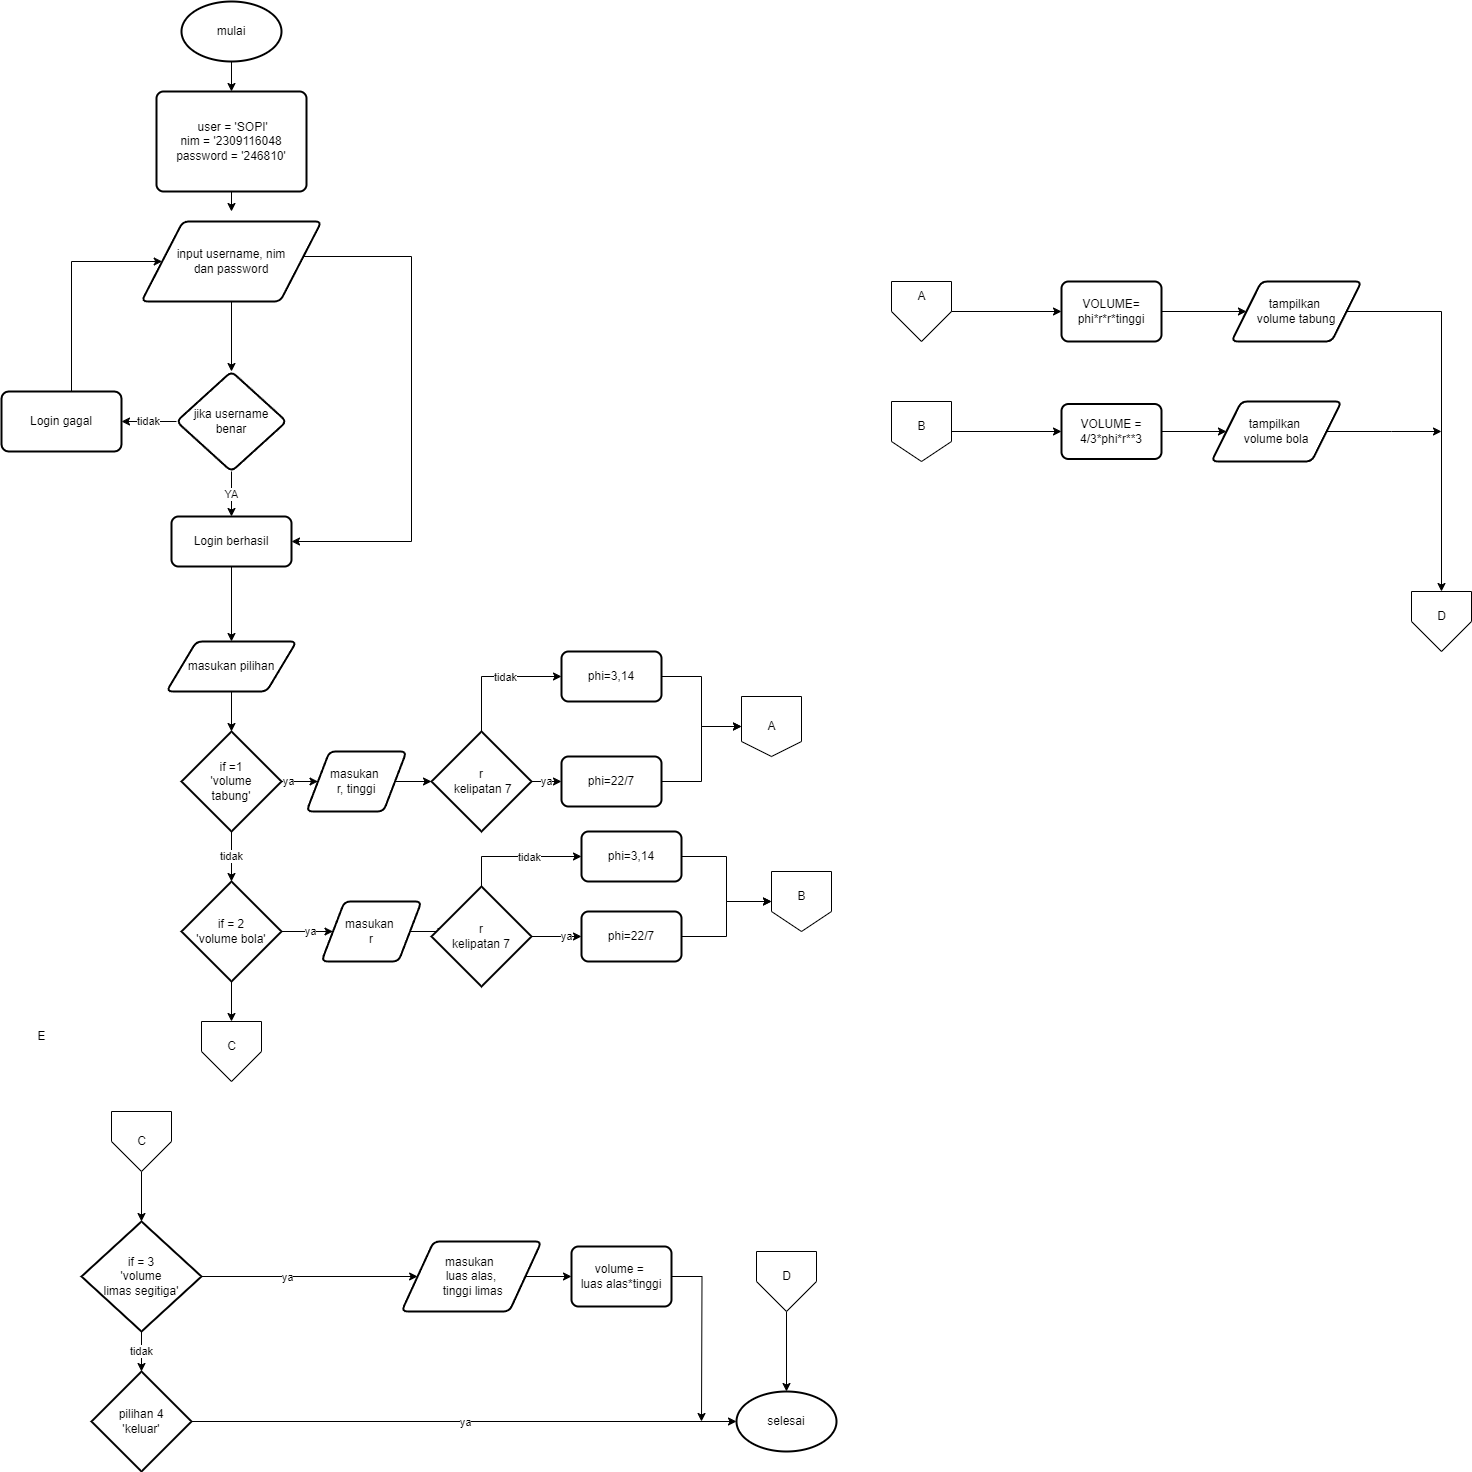 mulai
user = 'SOPI'
nim = '2309116048
password = '246810'
input username, nim
dan password
Login gagal
tidak
jika username
benar
YA
Login berhasil
masukan pilihan
if =1
'volume
tabung'
ya
masukan
r, tinggi
r
kelipatan 7
tidak
phi=3,14
ya
phi=22/7
A
tidak
if = 2
'volume bola'
ya
masukan
r
r
kelipatan 7
tidak
phi=3,14
ya
phi=22/7
B
C
E
A
VOLUME=
phi*r*r*tinggi
tampilkan
volume tabung
B
VOLUME =
4/3*phi*r**3
tampilkan
volume bola
D
C
if = 3
'volume
limas segitiga'
ya
masukan
luas alas,
tinggi limas
volume =
luas alas*tinggi
D
tidak
pilihan 4
'keluar'
ya
selesai